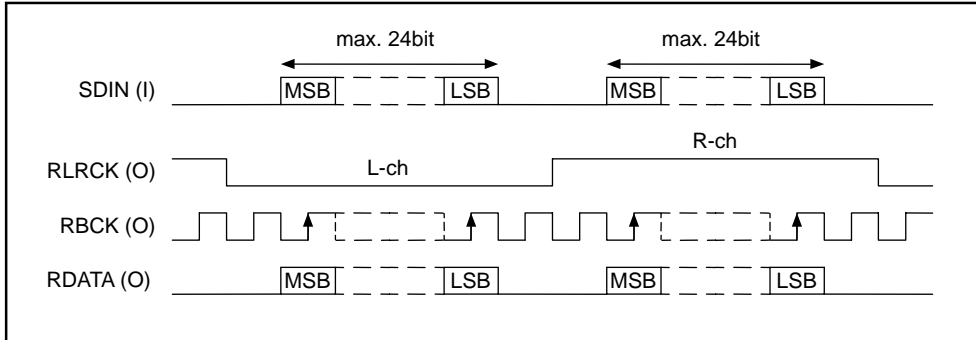 max. 24bit max. 24bit
SDIN (I) MSB LSB MSB LSB
R-ch
RLRCK (O) L-ch
RBCK (O)
RDATA (O) MSB LSB MSB LSB